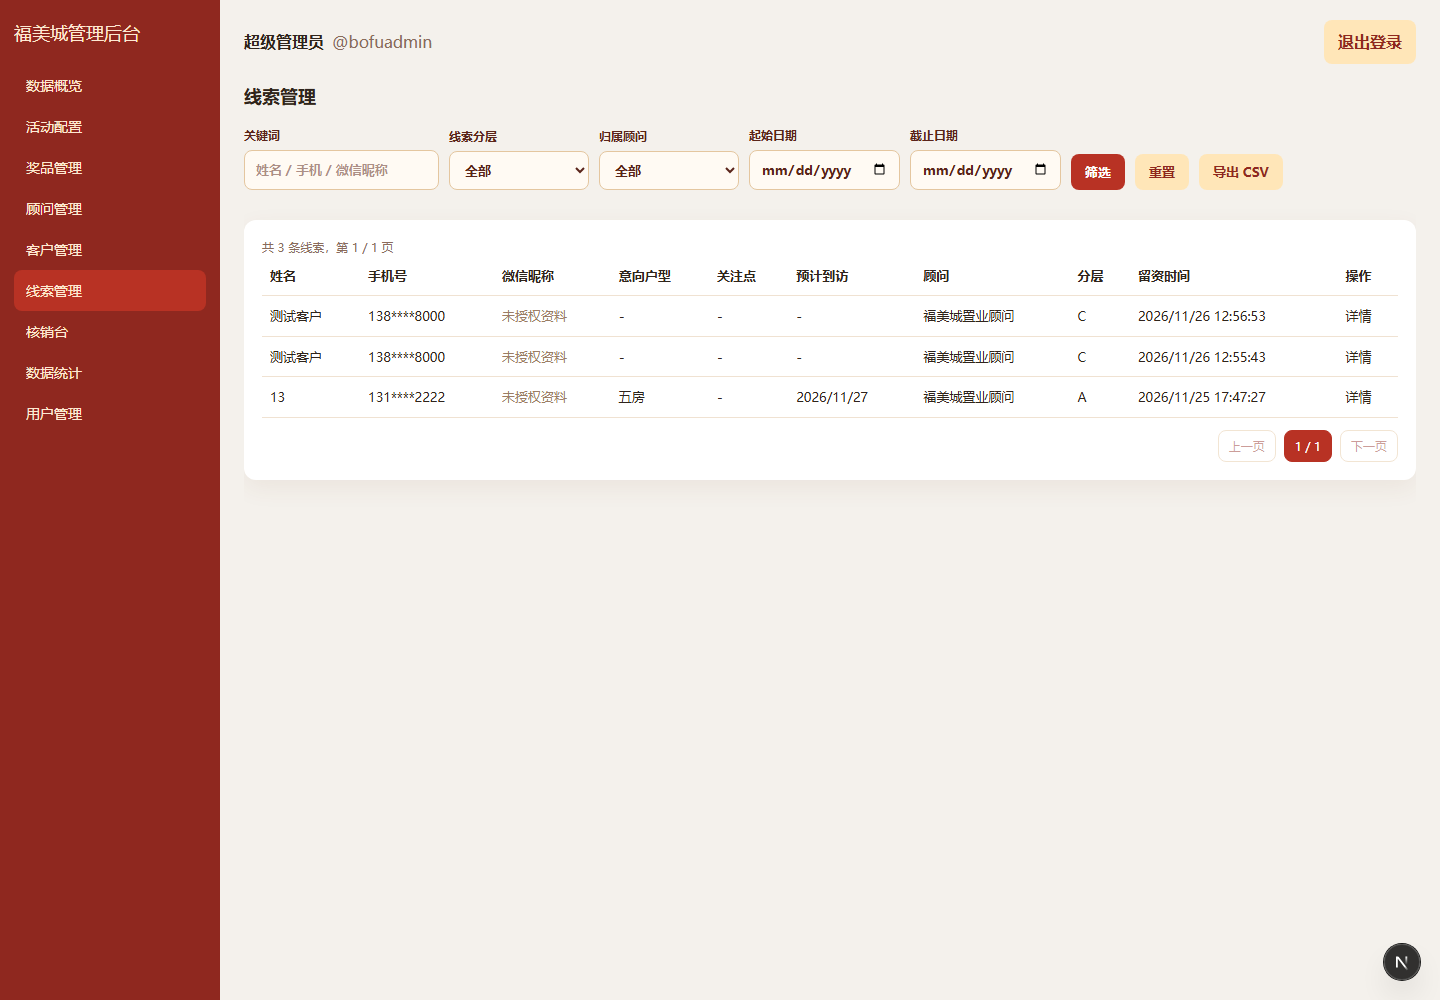 福美城管理后台
数据概览
活动配置
奖品管理
顾问管理
客户管理
线索管理
核销台
数据统计
用户管理
超级管理员 @bofuadmin
退出登录
线索管理
关键词 线索分层 归属顾问 起始日期 截止日期
姓名 / 手机 / 微信昵称 全部 全部 mm/dd/yyyy mm/dd/yyyy 筛选 重置 导出 CSV
共 3 条线索，第 1 / 1 页
姓名 手机号 微信昵称 意向户型 关注点 预计到访 顾问 分层 留资时间 操作
测试客户 138****8000 未授权资料 - - - 福美城置业顾问 C 2026/11/26 12:56:53 详情
测试客户 138****8000 未授权资料 - - - 福美城置业顾问 C 2026/11/26 12:55:43 详情
13 131****2222 未授权资料 五房 - 2026/11/27 福美城置业顾问 A 2026/11/25 17:47:27 详情
上一页 1 / 1 下一页
N